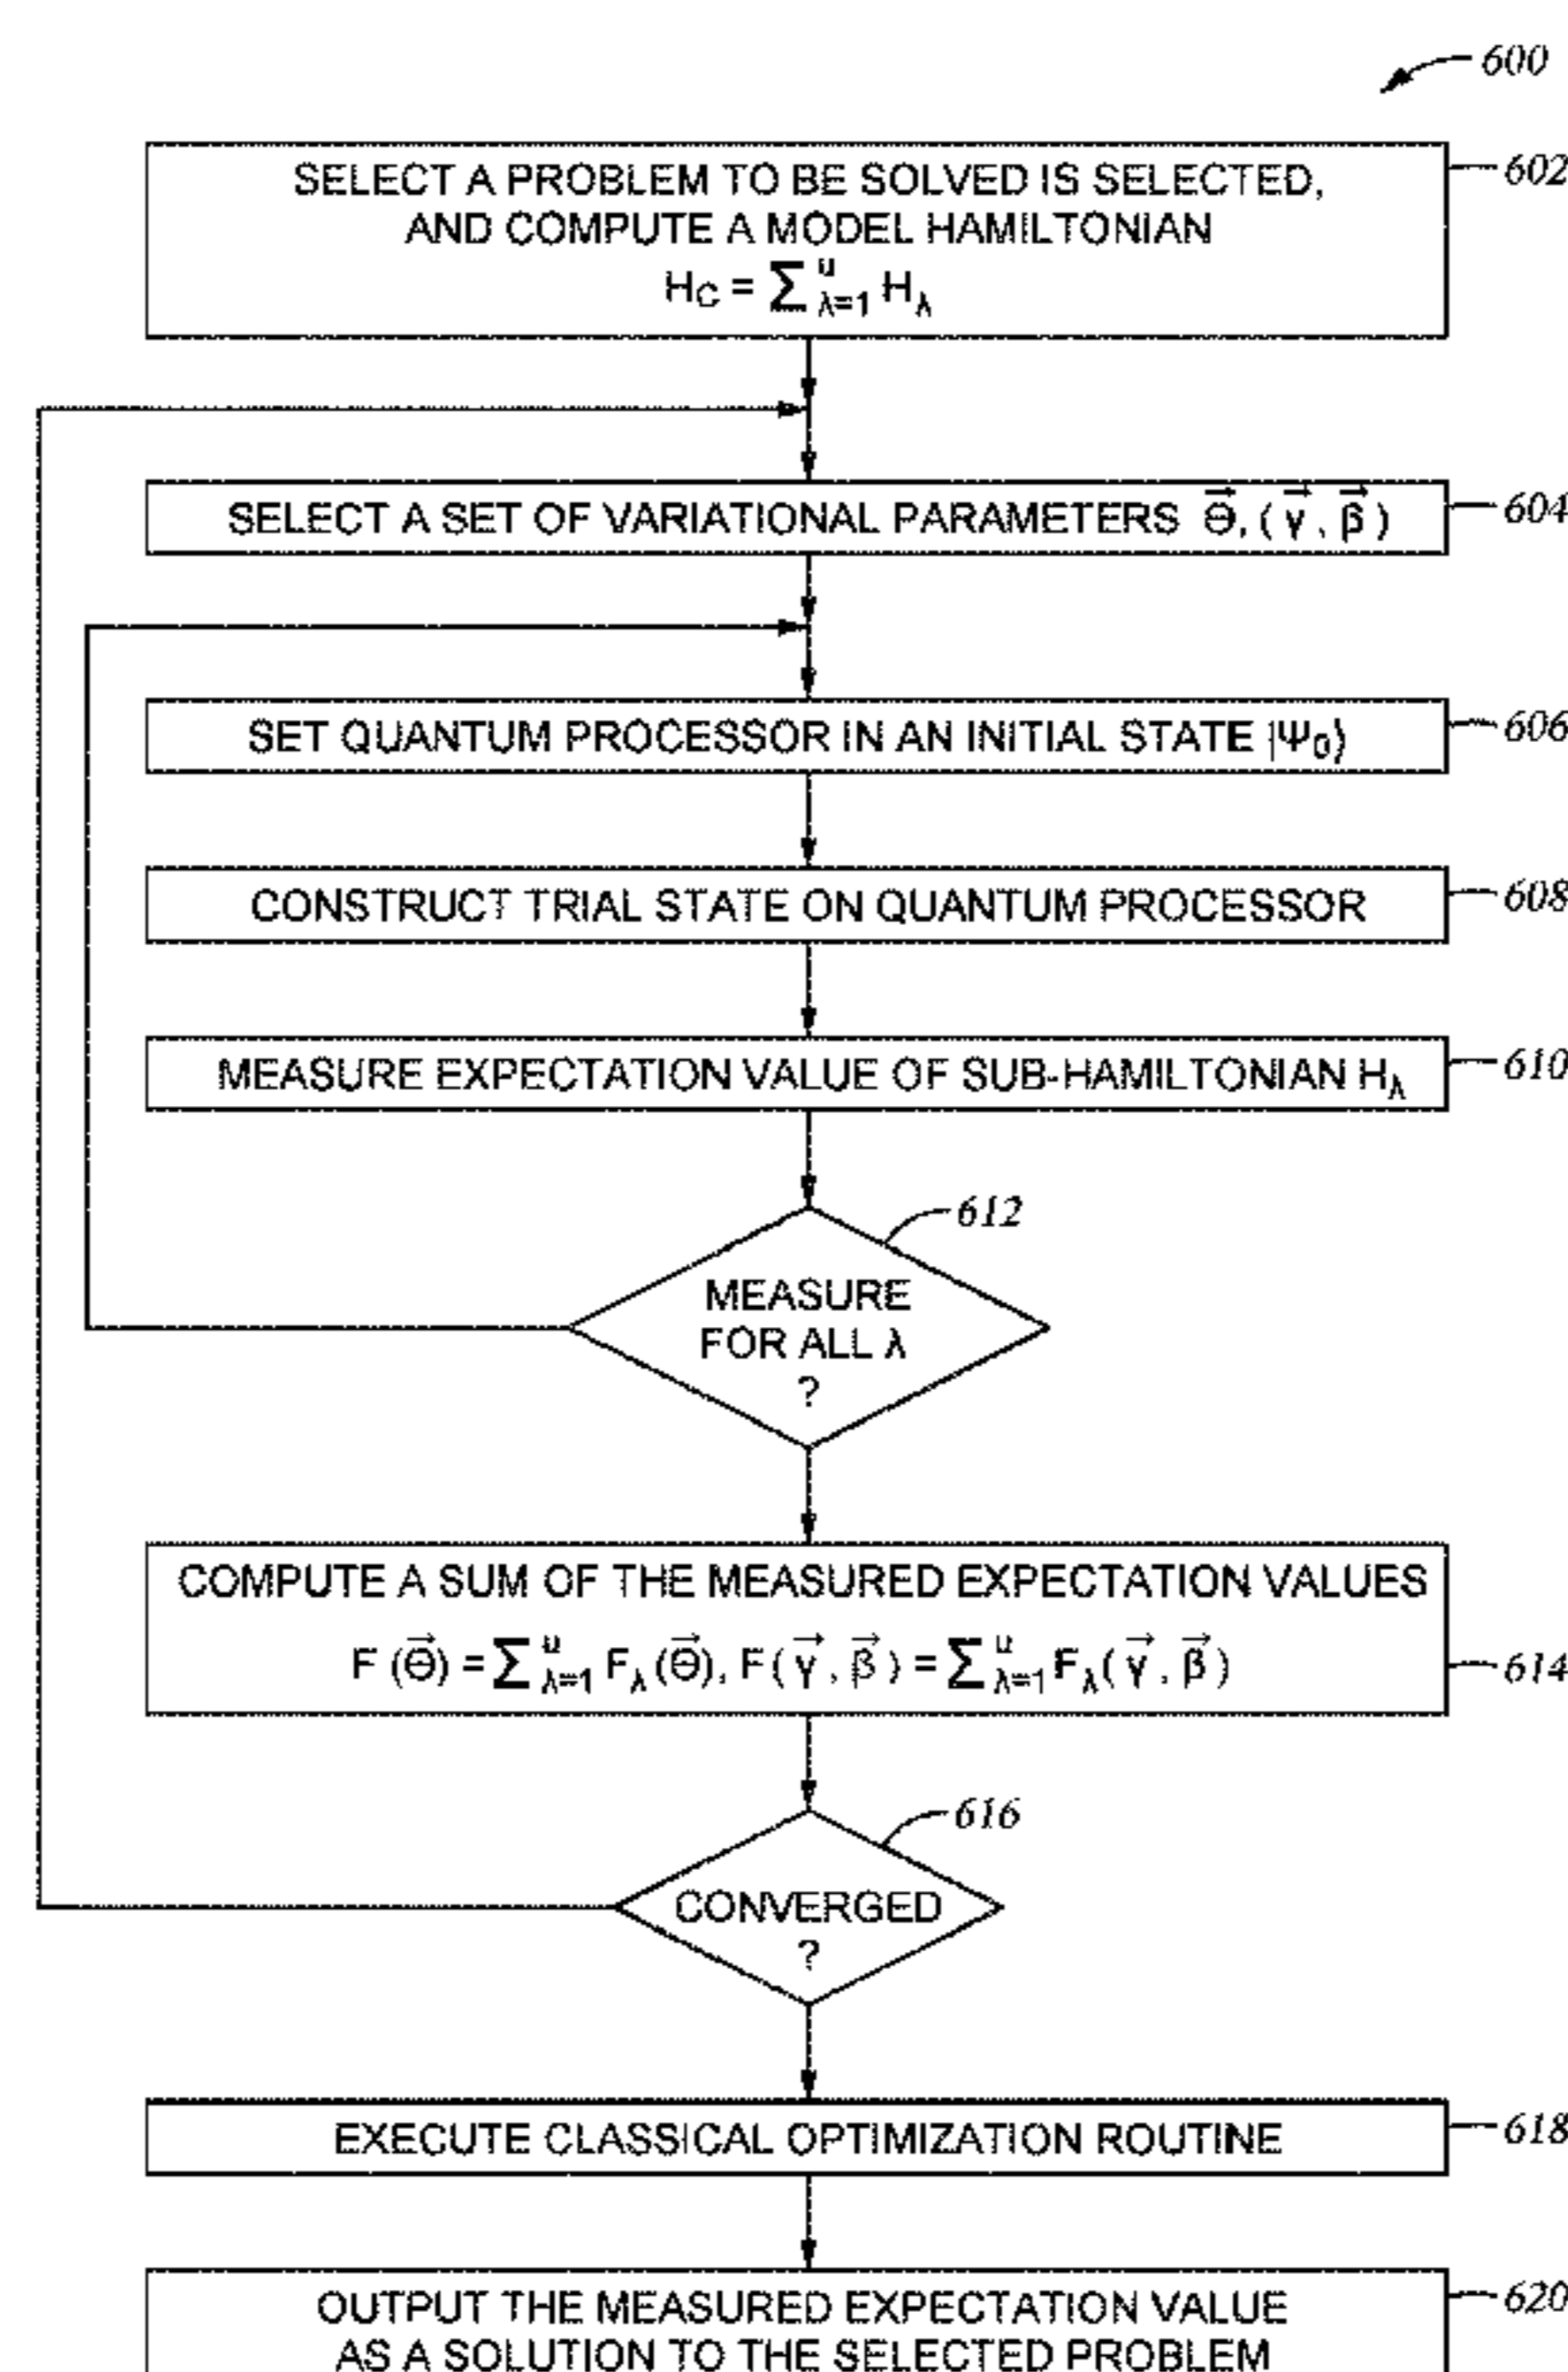 600
SELECT A PROBLEM TO BE SOLVED IS SELECTED,
AND COMPUTE A MODEL HAMILTONIAN
H_C = Σ^u_λ=1 H_λ
602
SELECT A SET OF VARIATIONAL PARAMETERS Θ⃗, ( γ⃗ , β⃗ )
604
SET QUANTUM PROCESSOR IN AN INITIAL STATE |Ψ₀⟩
606
CONSTRUCT TRIAL STATE ON QUANTUM PROCESSOR
608
MEASURE EXPECTATION VALUE OF SUB-HAMILTONIAN H_λ
610
612
MEASURE
FOR ALL λ
?
COMPUTE A SUM OF THE MEASURED EXPECTATION VALUES
F (Θ⃗) = Σ^u_λ=1 F_λ(Θ⃗), F( γ⃗ , β⃗ ) = Σ^u_λ=1 F_λ( γ⃗ , β⃗ )
614
616
CONVERGED
?
EXECUTE CLASSICAL OPTIMIZATION ROUTINE
618
OUTPUT THE MEASURED EXPECTATION VALUE
AS A SOLUTION TO THE SELECTED PROBLEM
620